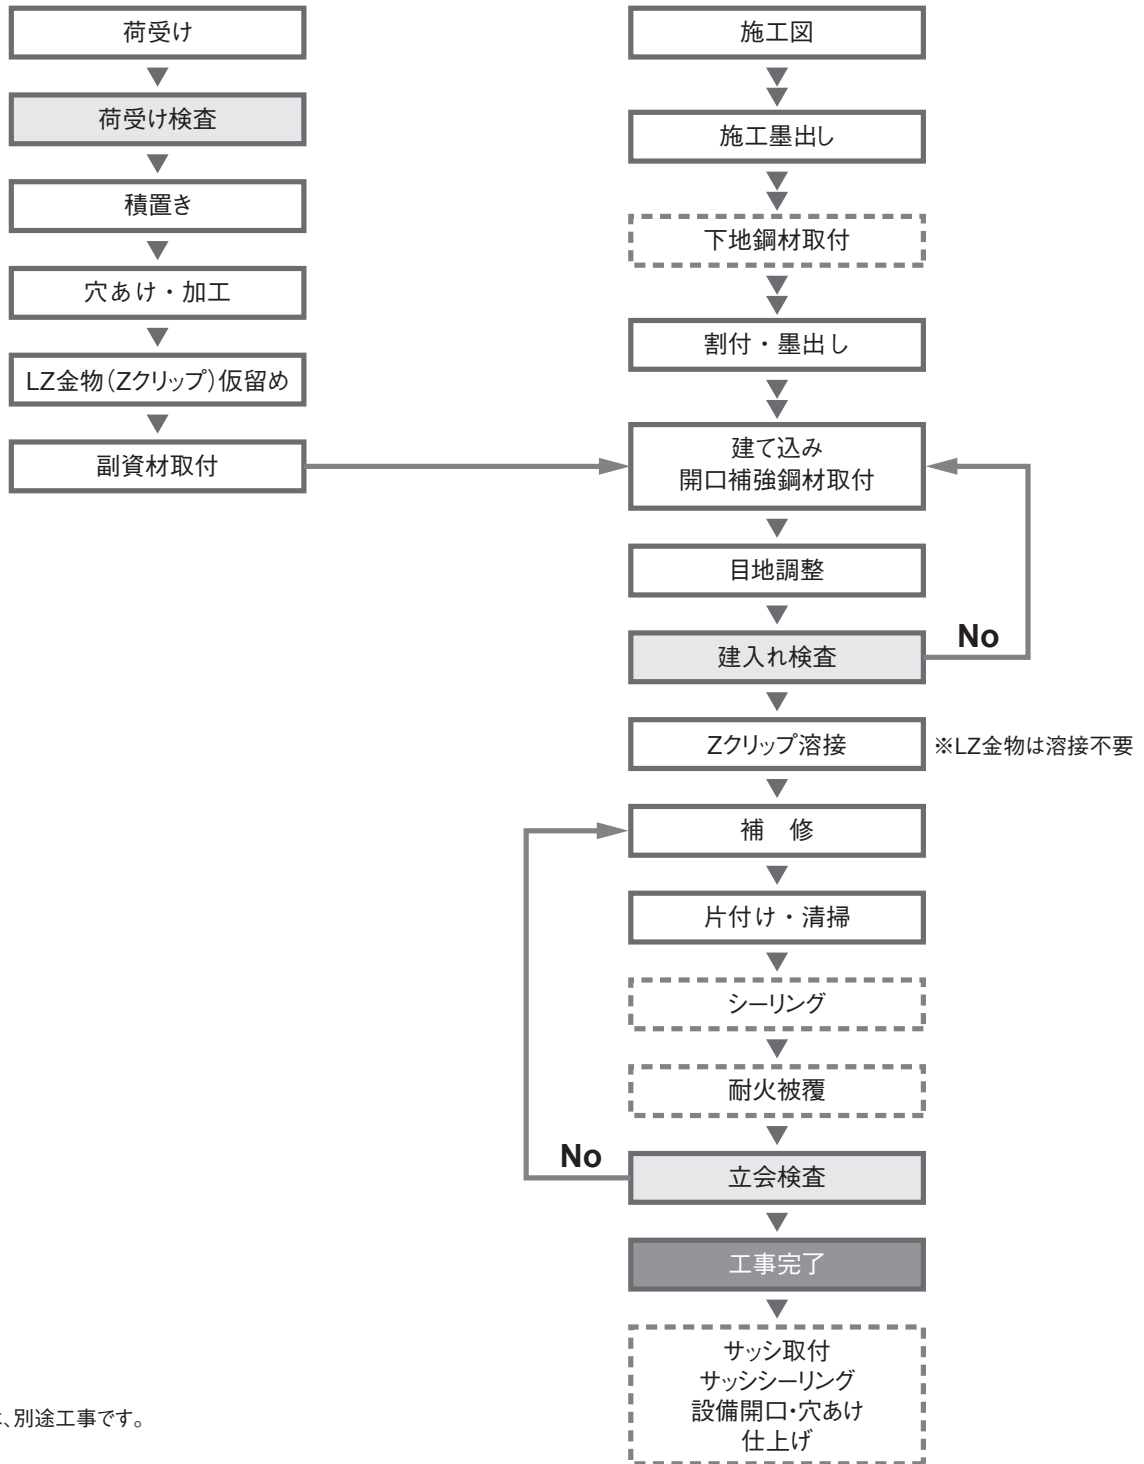 荷受け
荷受け検査
積置き
穴あけ・加工
LZ金物(Zクリップ)仮留め
副資材取付
施工図
施工墨出し
下地鋼材取付
割付・墨出し
建て込み
開口補強鋼材取付
目地調整
建入れ検査
No
Zクリップ溶接
※LZ金物は溶接不要
補　修
片付け・清掃
シーリング
耐火被覆
No
立会検査
工事完了
サッシ取付
サッシシーリング
設備開口・穴あけ
仕上げ
、別途工事です。